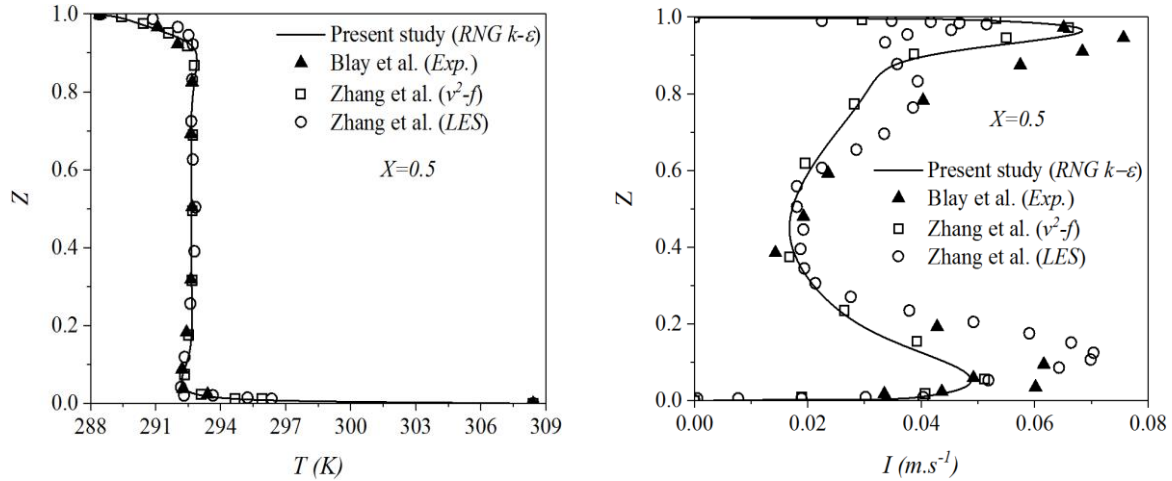 1.0
0.8
0.6
0.4
0.2
0.0
Z
Present study (RNG k-ε)
Blay et al. (Exp.)
Zhang et al. (v²-f)
Zhang et al. (LES)
X=0.5
288 291 294 297 300 303 306 309
T (K)
1.0
0.8
0.6
0.4
0.2
0.0
Z
X=0.5
Present study (RNG k−ε)
Blay et al. (Exp.)
Zhang et al. (v²-f)
Zhang et al. (LES)
0.00 0.02 0.04 0.06 0.08
I (m.s⁻¹)